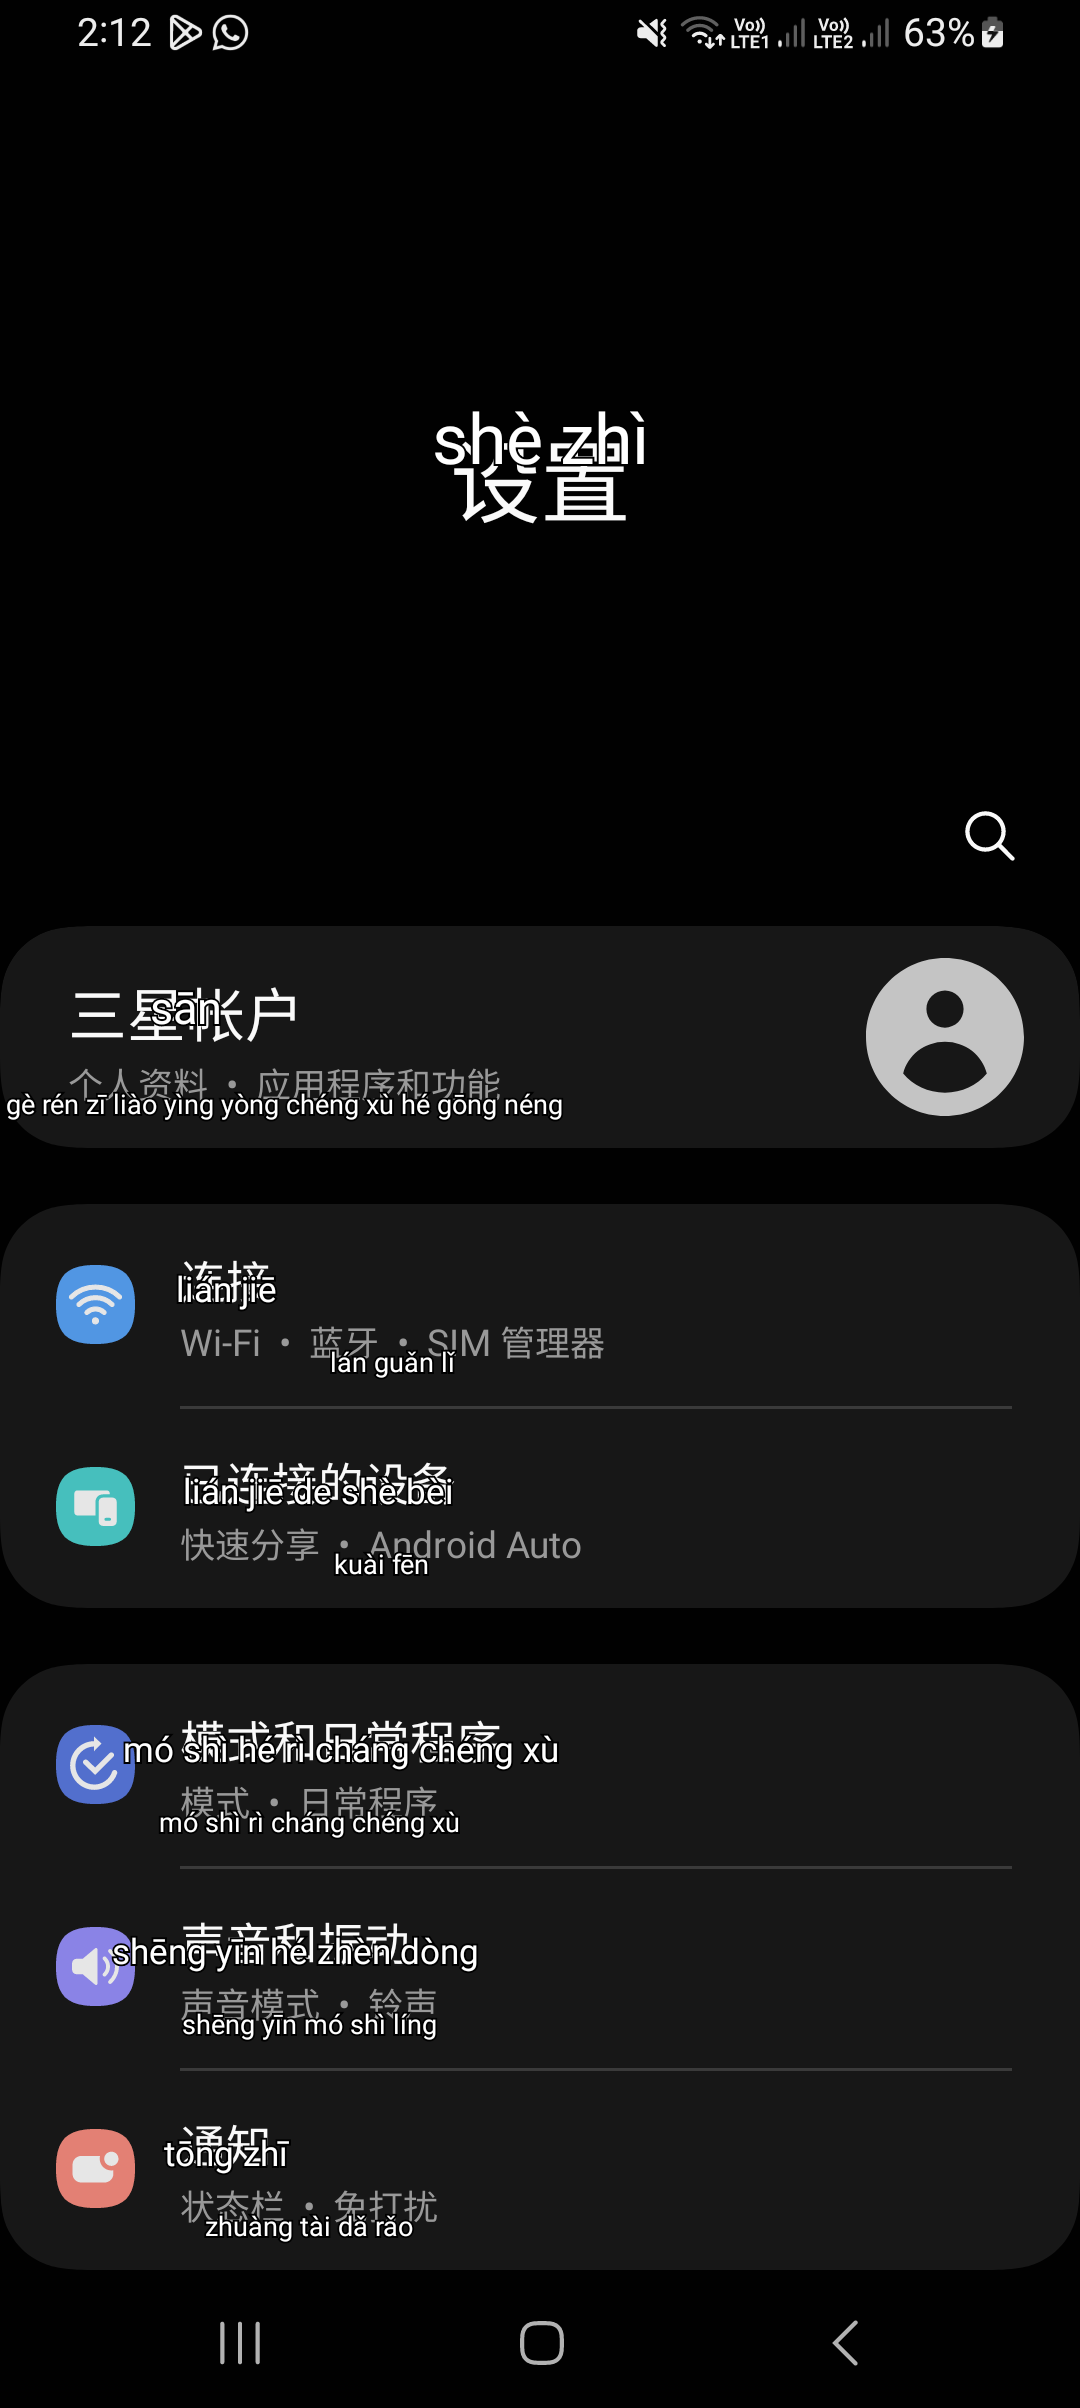 2:12 Vo)) LTE1 Vo)) LTE2 63%
shè zhì
设置
三星帐户
sān
个人资料 • 应用程序和功能
gè rén zī liào yìng yòng chéng xù hé gōng néng
连接
lián jiē
Wi-Fi • 蓝牙 • SIM 管理器
lán guǎn lǐ
已连接的设备
lián jiē de shè bèi
快速分享 • Android Auto
kuài fēn
模式和日常程序
mó shì hé rì cháng chéng xù
模式 • 日常程序
mó shì rì cháng chéng xù
声音和振动
shēng yīn hé zhèn dòng
声音模式 • 铃声
shēng yīn mó shì líng
通知
tōng zhī
状态栏 • 免打扰
zhuàng tài dǎ rǎo